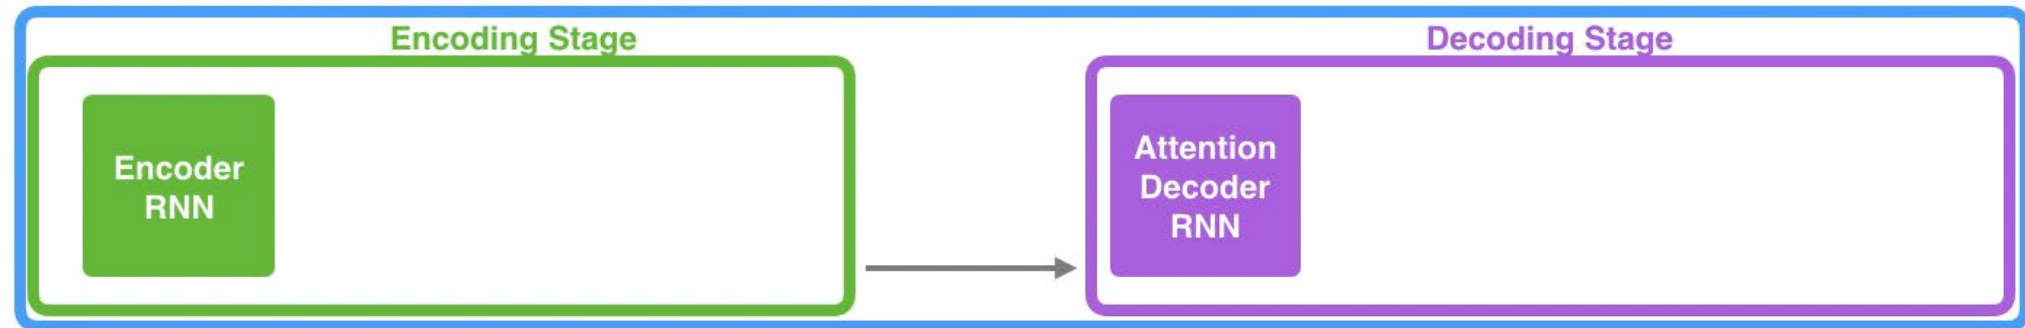 Encoding Stage
Decoding Stage
Encoder
RNN
Attention
Decoder
RNN